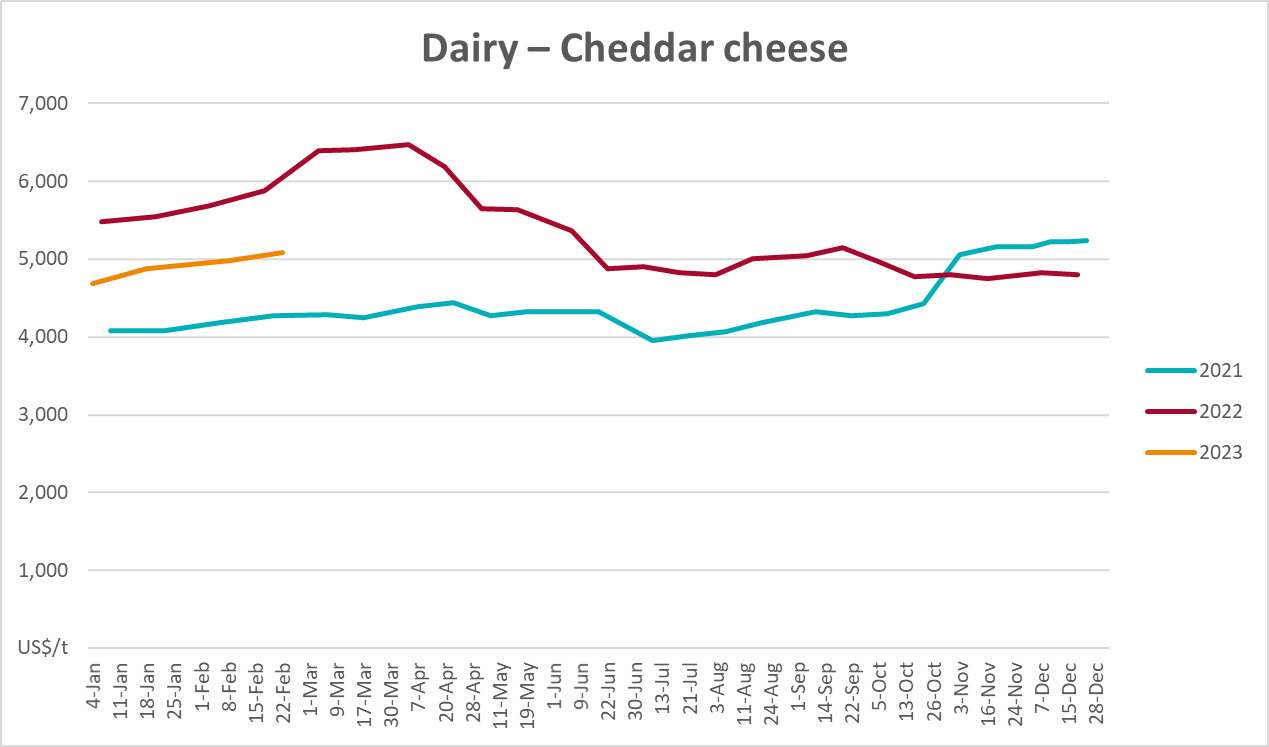 Dairy – Cheddar cheese
7,000
6,000
5,000
4,000
3,000
2,000
1,000
US$/t
4-Jan
11-Jan
18-Jan
25-Jan
1-Feb
8-Feb
15-Feb
22-Feb
1-Mar
9-Mar
17-Mar
30-Mar
7-Apr
20-Apr
28-Apr
11-May
19-May
1-Jun
9-Jun
22-Jun
30-Jun
13-Jul
21-Jul
3-Aug
11-Aug
24-Aug
1-Sep
14-Sep
22-Sep
5-Oct
13-Oct
26-Oct
3-Nov
16-Nov
24-Nov
7-Dec
15-Dec
28-Dec
2021
2022
2023